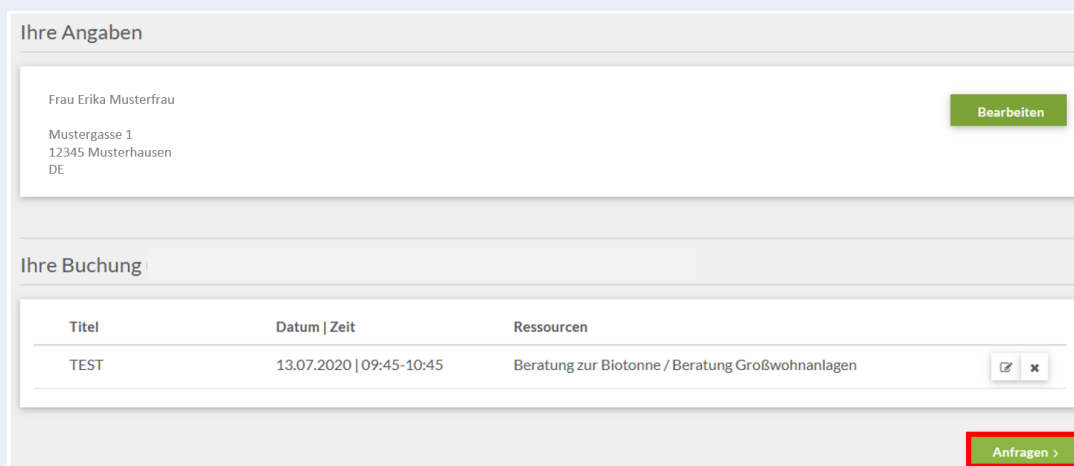 Ihre Angaben
Frau Erika Musterfrau
Bearbeiten
Mustergasse 1
12345 Musterhausen
DE
Ihre Buchung
Titel Datum | Zeit Ressourcen
TEST 13.07.2020 | 09:45-10:45 Beratung zur Biotonne / Beratung Großwohnanlagen
Anfragen ›